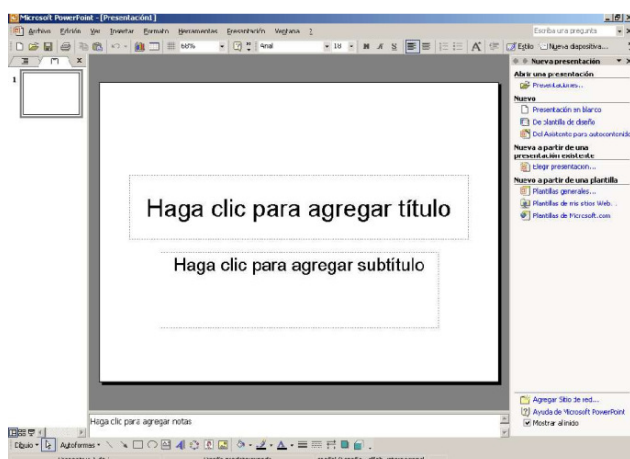 Microsoft PowerPoint - [Presentación1]
Archivo Edición Ver Insertar Formato Herramientas Presentación Ventana ?
Escriba una pregunta
68% Arial 18 N K S Estilo Nueva diapositiva...
Nueva presentación
Abrir una presentación
Presentaciones...
Nuevo
Presentación en blanco
De plantilla de diseño
Del Asistente para autocontenido
Nueva a partir de una
presentación existente
Elegir presentación...
Nuevo a partir de una plantilla
Plantillas generales...
Plantillas de mis sitios Web...
Plantillas de Microsoft.com
1
Haga clic para agregar título
Haga clic para agregar subtítulo
Agregar Sitio de red...
Ayuda de Microsoft PowerPoint
Mostrar al inicio
Haga clic para agregar notas
Dibujo Autoformas